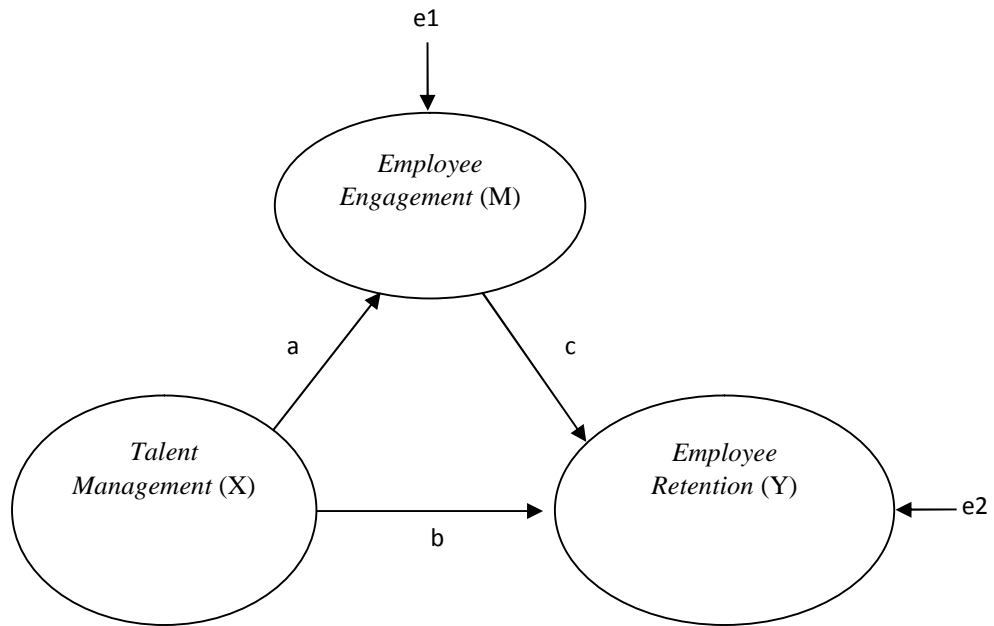 e1
Employee
Engagement (M)
a
c
Talent
Management (X)
Employee
Retention (Y)
e2
b